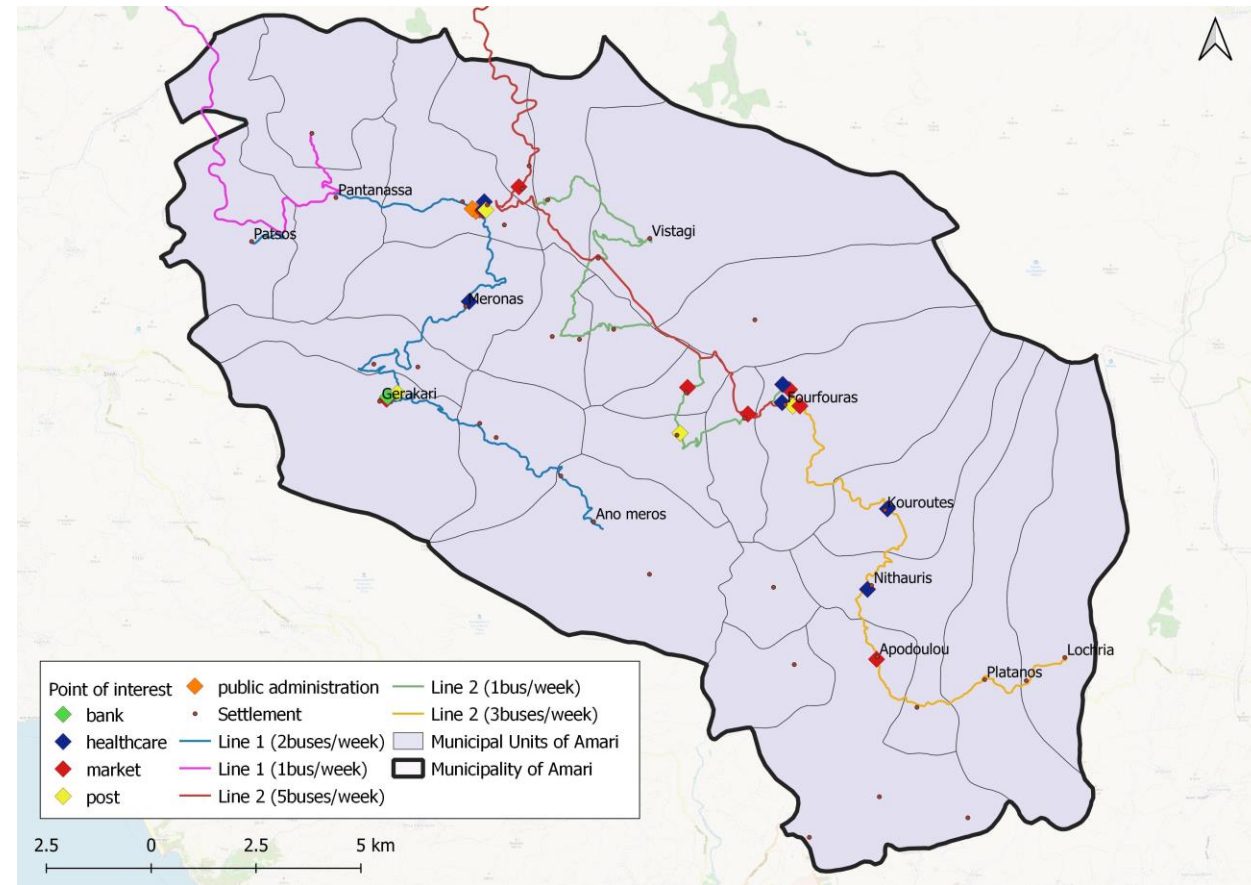 Pantanassa
Patsos
Vistagi
Meronas
Gerakari
Fourfouras
Ano meros
Kouroutes
Nithauris
Apodoulou
Platanos
Lochria
Point of interest
bank
healthcare
market
post
public administration
Settlement
Line 1 (2buses/week)
Line 1 (1bus/week)
Line 2 (5buses/week)
Line 2 (1bus/week)
Line 2 (3buses/week)
Municipal Units of Amari
Municipality of Amari
2.5 0 2.5 5 km